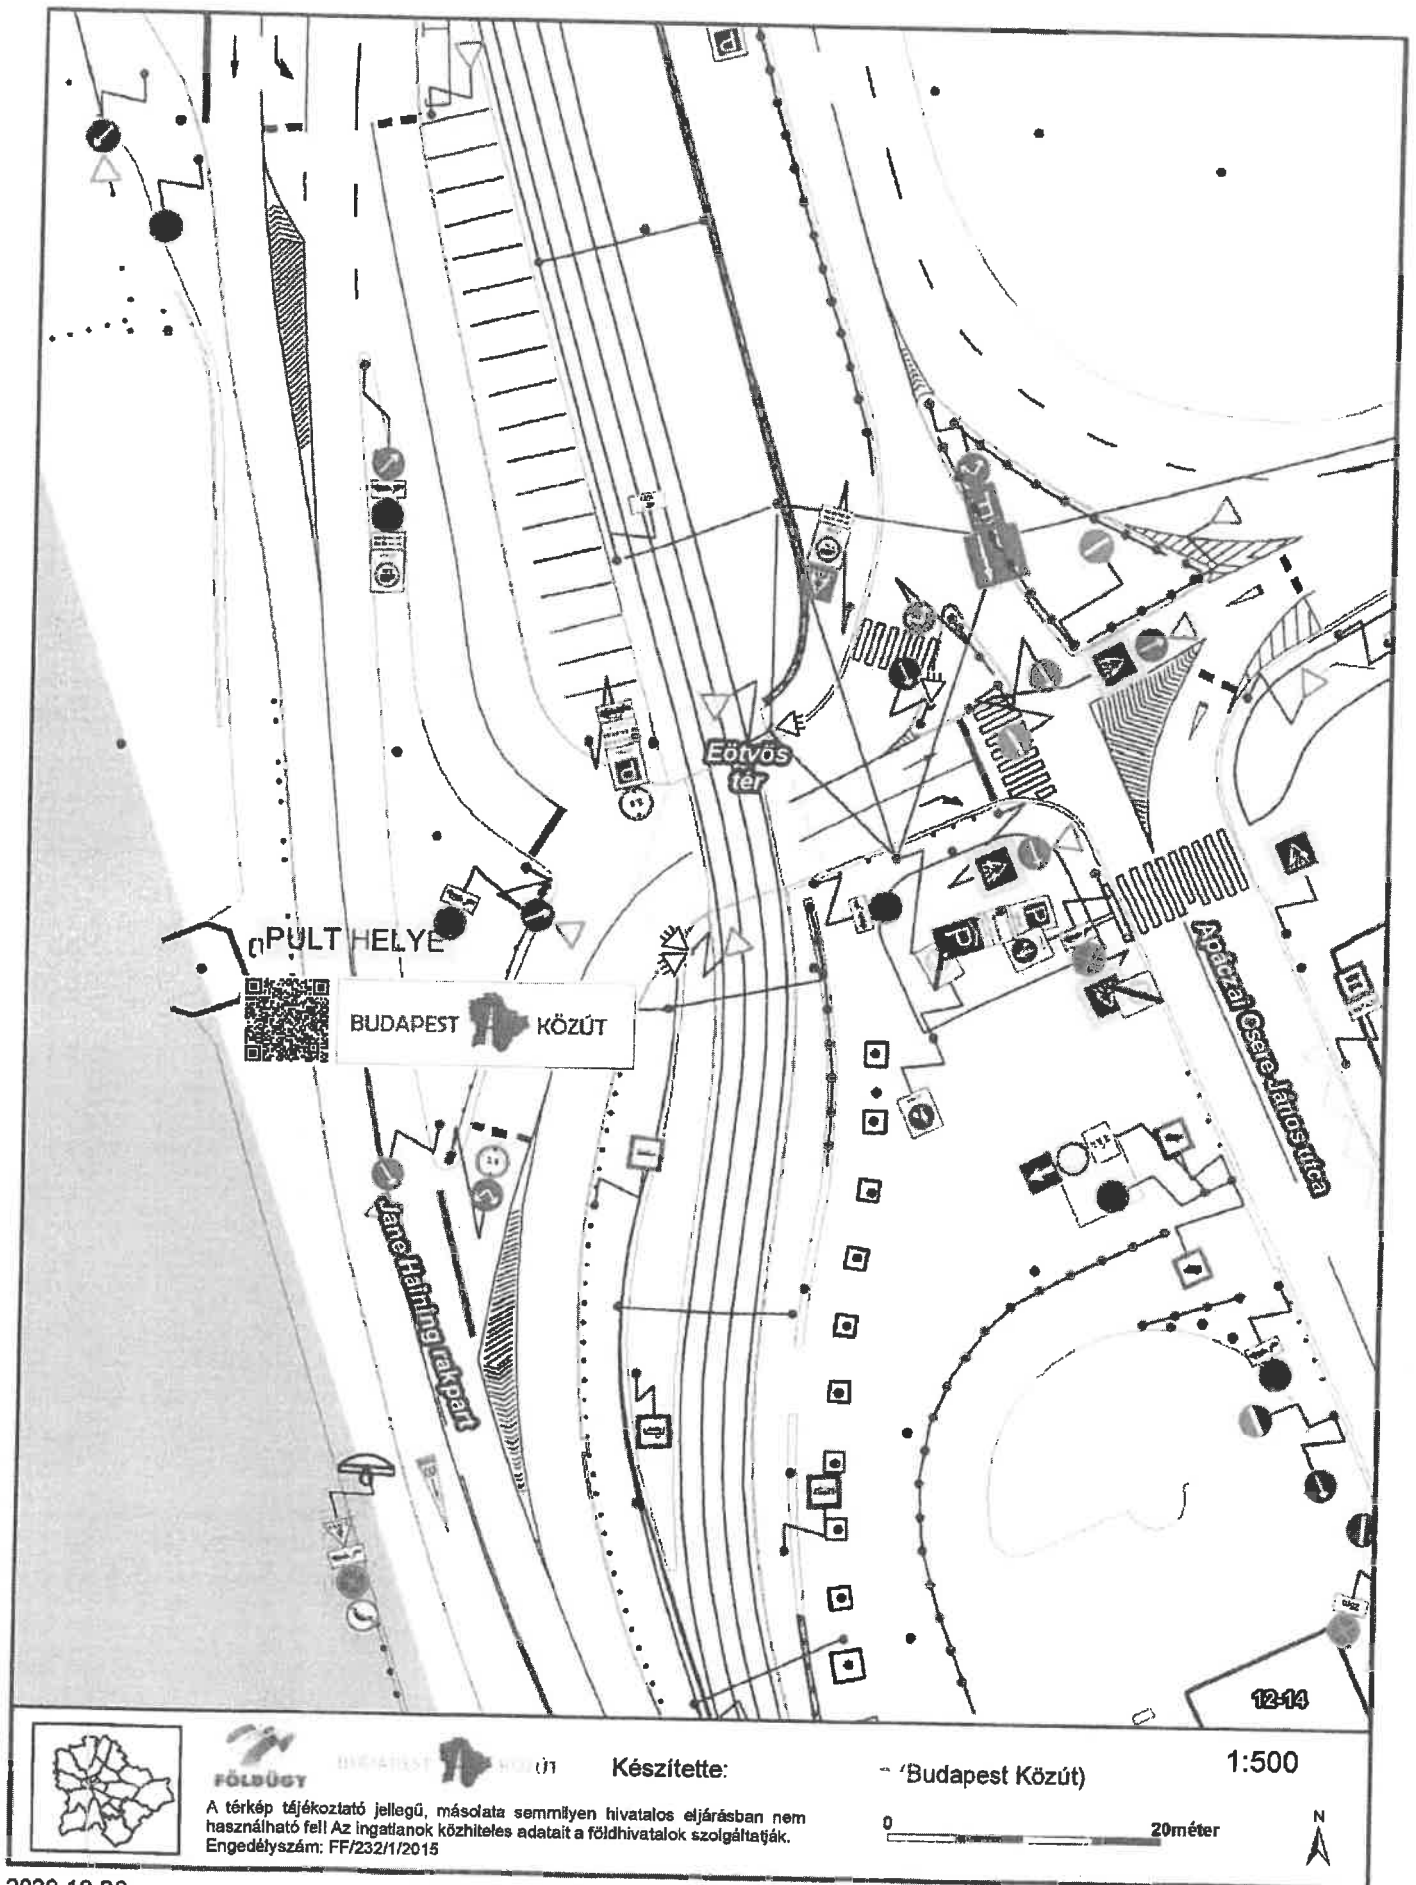 Eötvös
tér
PULT HELYE
BUDAPEST KÖZÚT
Apáczai Csere János utca
Jane Haining rakpart
12-14
FÖLDÜGY
BUDAPEST
Készítette:
(Budapest Közút)
1:500
A térkép tájékoztató jellegű, másolata semmilyen hivatalos eljárásban nem
használható fel! Az ingatlanok közhiteles adatait a földhivatalok szolgáltatják.
Engedélyszám: FF/232/1/2015
0
20méter
N